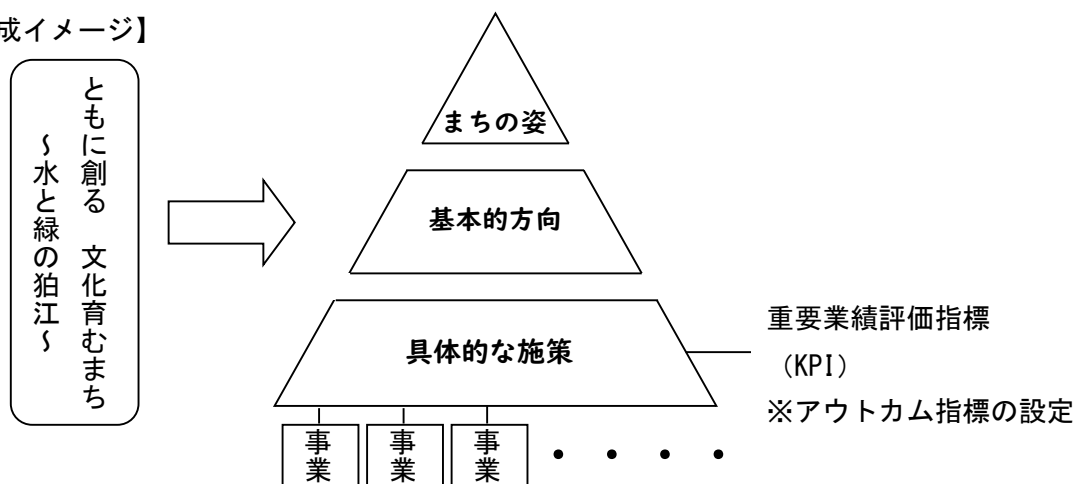 成イメージ】
ともに創る　文化育むまち
～水と緑の狛江～
まちの姿
基本的方向
具体的な施策
重要業績評価指標
（KPI）
※アウトカム指標の設定
事業
事業
事業
・・・・